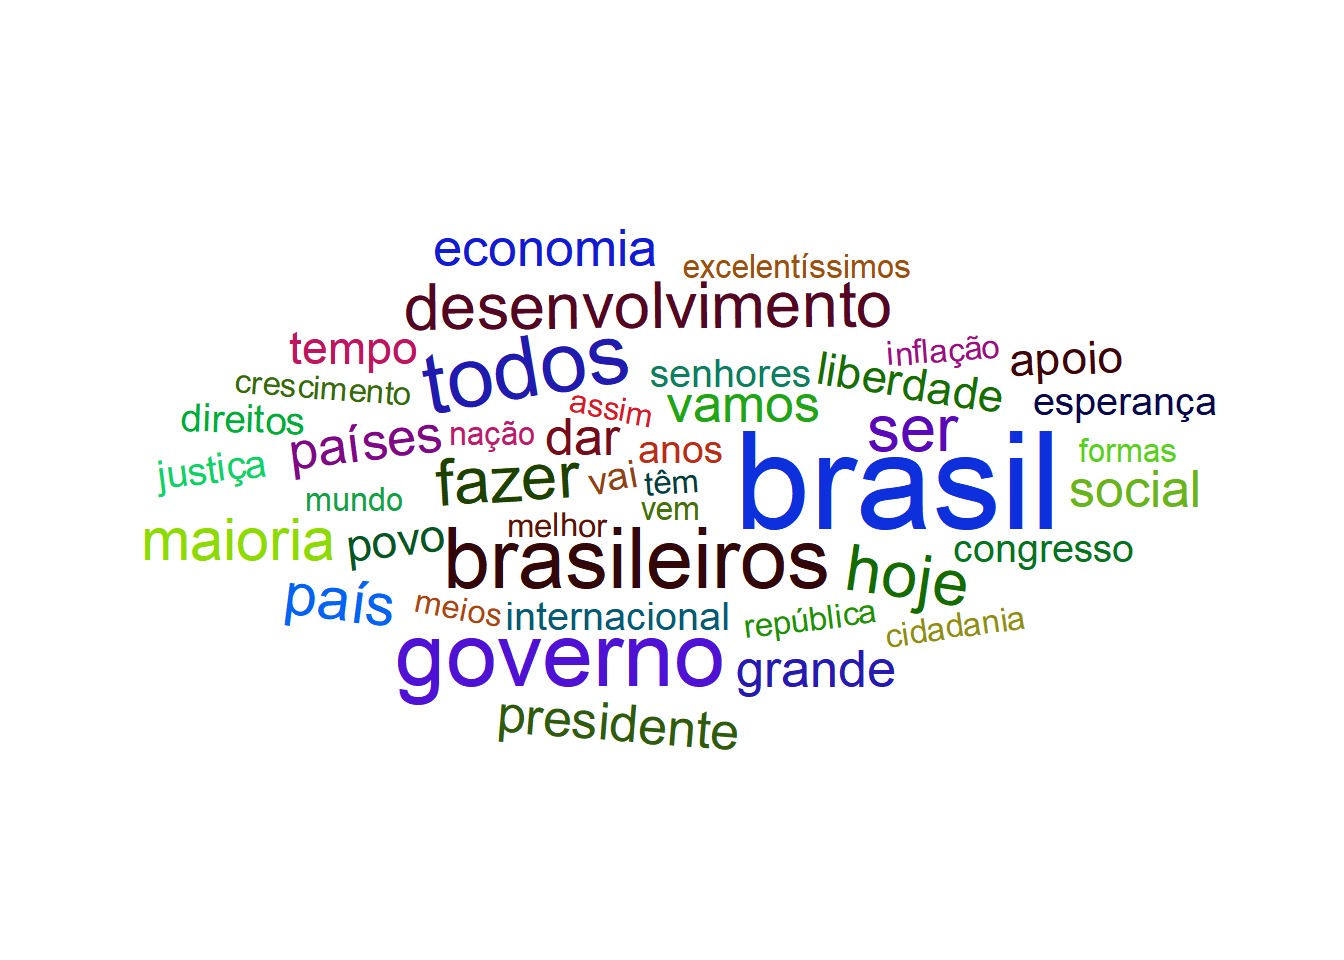 economia
excelentíssimos
desenvolvimento
tempo
todos
inflação
apoio
crescimento
senhores
liberdade
esperança
direitos
assim
vamos
ser
países
nação
dar
anos
formas
justiça
fazer
vai
têm
brasil
social
mundo
vem
maioria
povo
melhor
brasileiros
hoje
congresso
país
meios
internacional
república
cidadania
governo
grande
presidente